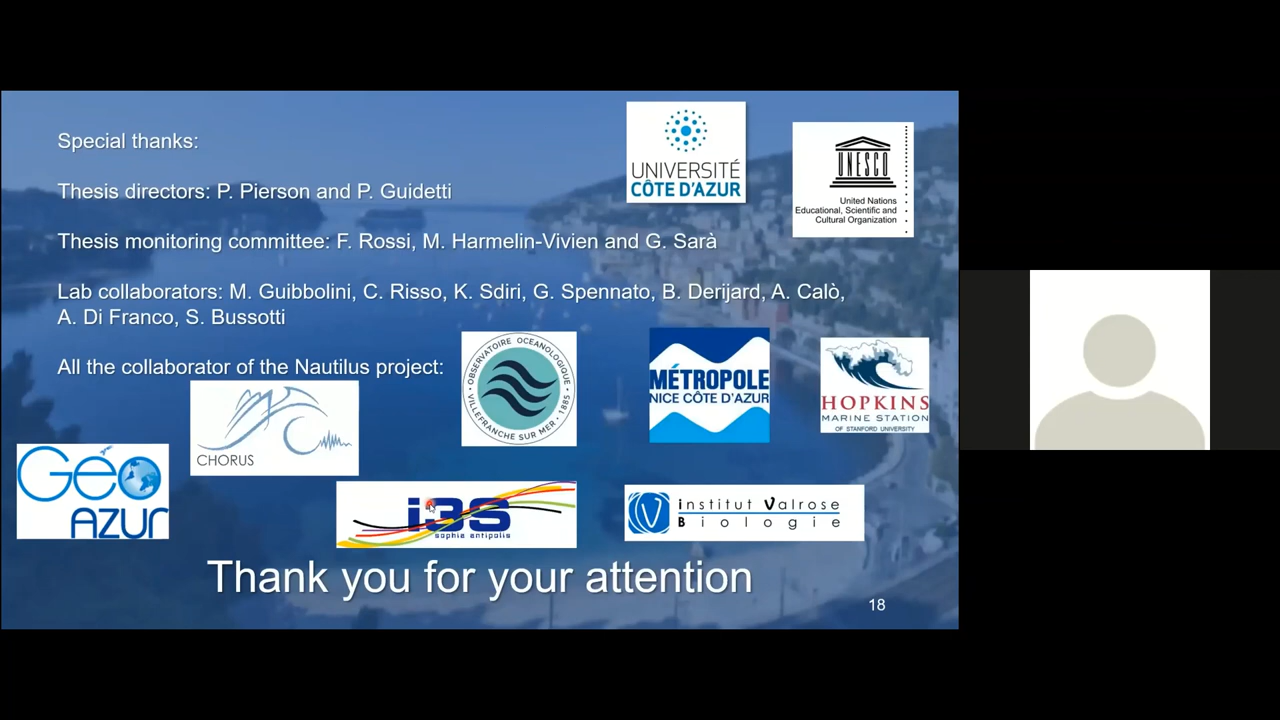 Special thanks:
Thesis directors: P. Pierson and P. Guidetti
Thesis monitoring committee: F. Rossi, M. Harmelin-Vivien and G. Sarà
Lab collaborators: M. Guibbolini, C. Risso, K. Sdiri, G. Spennato, B. Derijard, A. Calò,
A. Di Franco, S. Bussotti
All the collaborator of the Nautilus project:
UNIVERSITÉ
CÔTE D'AZUR
UNESCO
United Nations
Educational, Scientific and
Cultural Organization
OBSERVATOIRE OCEANOLOGIQUE
VILLEFRANCHE SUR MER • 1885
MÉTROPOLE
NICE CÔTE D'AZUR
HOPKINS
MARINE STATION
OF STANFORD UNIVERSITY
CHORUS
Géo
AZUR
i3S
sophia antipolis
institut Valrose
Biologie
Thank you for your attention
18